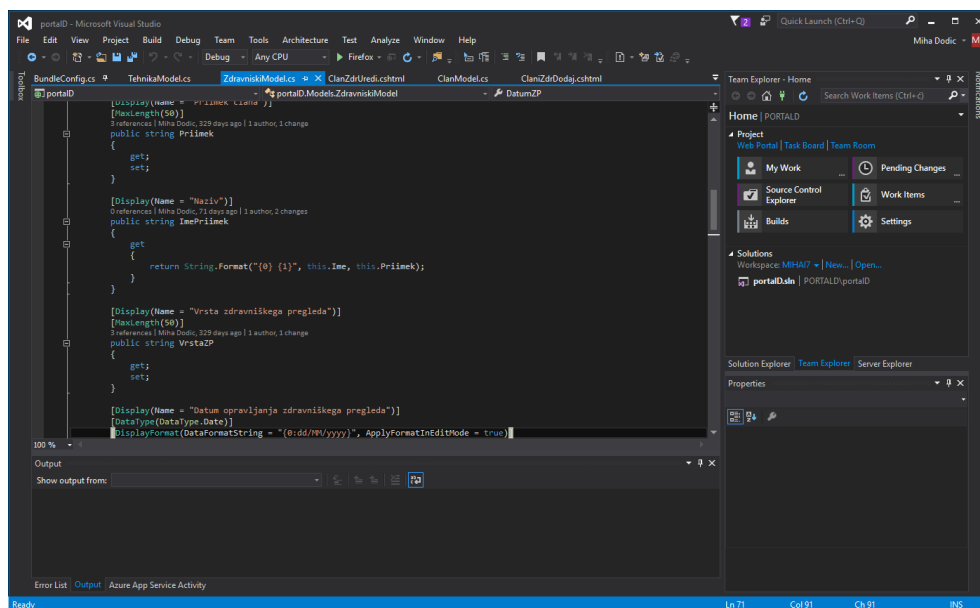 portalD - Microsoft Visual Studio
2
Quick Launch (Ctrl+Q)
File Edit View Project Build Debug Team Tools Architecture Test Analyze Window Help
Miha Dodic
Debug Any CPU Firefox
Toolbox
BundleConfig.cs TehnikaModel.cs ZdravniskiModel.cs ClanZdrUredi.cshtml ClanModel.cs ClaniZdrDodaj.cshtml
portalD portalD.Models.ZdravniskiModel DatumZP
[Display(Name = "Priimek člana")]
[MaxLength(50)]
3 references | Miha Dodic, 329 days ago | 1 author, 1 change
public string Priimek
{
get;
set;
}
[Display(Name = "Naziv")]
0 references | Miha Dodic, 71 days ago | 1 author, 2 changes
public string ImePriimek
{
get
{
return String.Format("{0} {1}", this.Ime, this.Priimek);
}
}
[Display(Name = "Vrsta zdravniškega pregleda")]
[MaxLength(50)]
3 references | Miha Dodic, 329 days ago | 1 author, 1 change
public string VrstaZP
{
get;
set;
}
[Display(Name = "Datum opravljanja zdravniškega pregleda")]
[DataType(DataType.Date)]
[DisplayFormat(DataFormatString = "{0:dd/MM/yyyy}", ApplyFormatInEditMode = true)]
100 %
Output
Show output from:
Error List Output Azure App Service Activity
Team Explorer - Home
Search Work Items (Ctrl+č)
Home | PORTALD
Project
Web Portal | Task Board | Team Room
My Work ...
Pending Changes ...
Source Control Explorer
Work Items ...
Builds
Settings
Solutions
Workspace: MIHAI7 | New... | Open...
portalD.sln | PORTALD\portalD
Solution Explorer Team Explorer Server Explorer
Properties
Notifications
Ready Ln 71 Col 91 Ch 91 INS